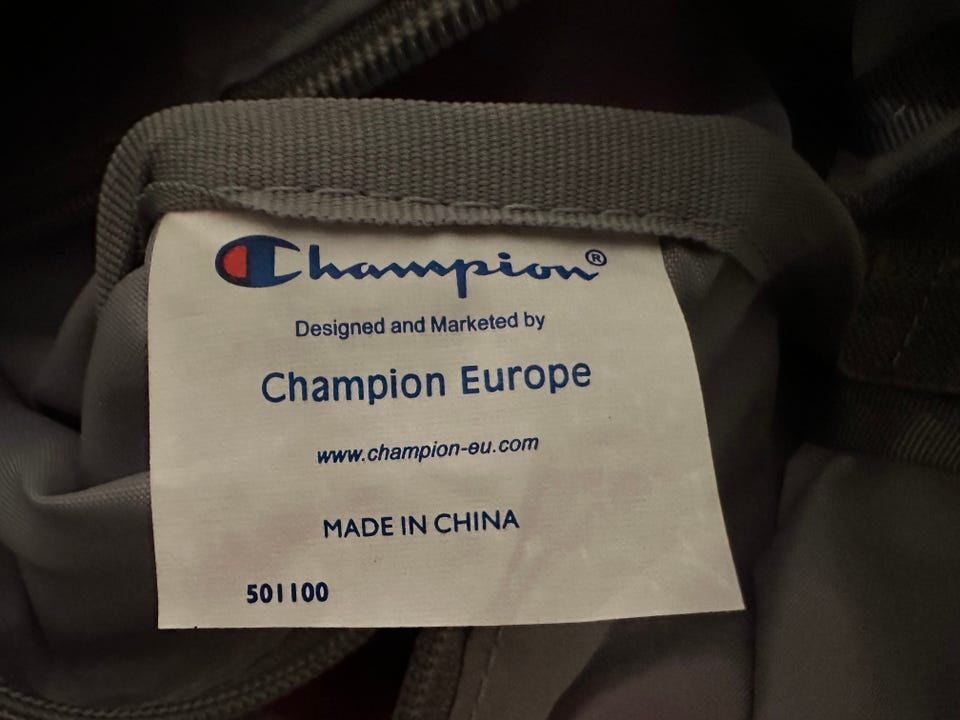 Champion®
Designed and Marketed by
Champion Europe
www.champion-eu.com
MADE IN CHINA
501100